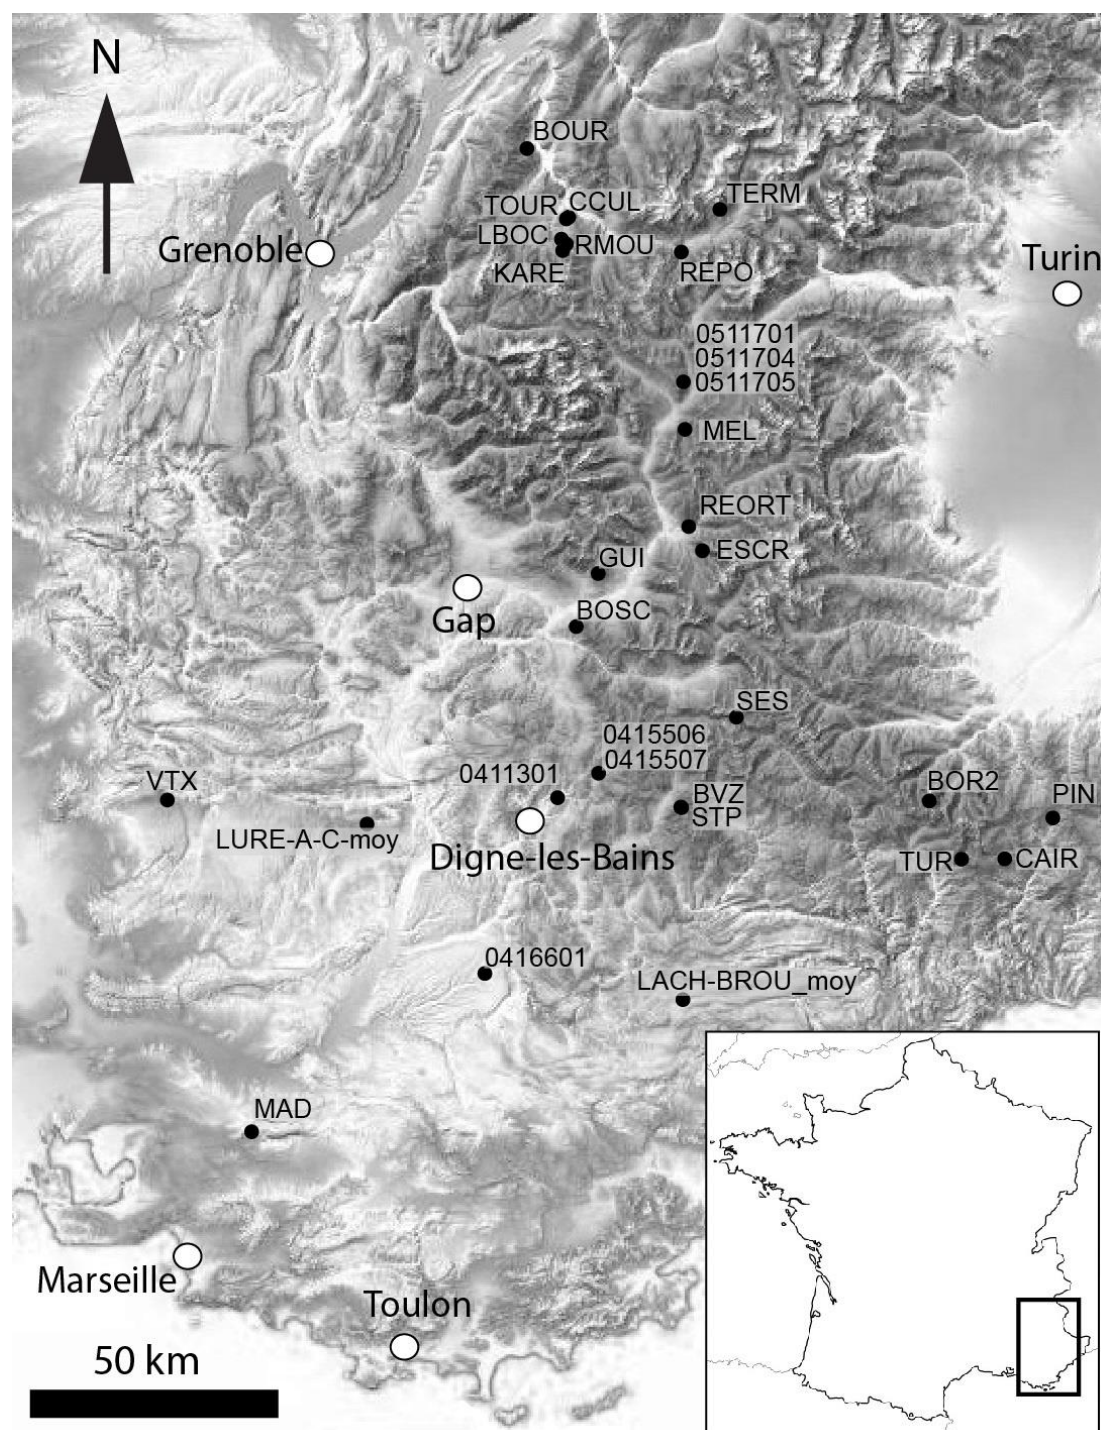 N
BOUR
TERM
TOUR
CCUL
LBOC
RMOU
KARE
REPO
Grenoble
Turin
0511701
0511704
0511705
MEL
REORT
ESCR
GUI
Gap
BOSC
SES
0415506
0415507
0411301
VTX
BVZ
STP
BOR2
PIN
LURE-A-C-moy
Digne-les-Bains
TUR
CAIR
0416601
LACH-BROU_moy
MAD
Marseille
Toulon
50 km